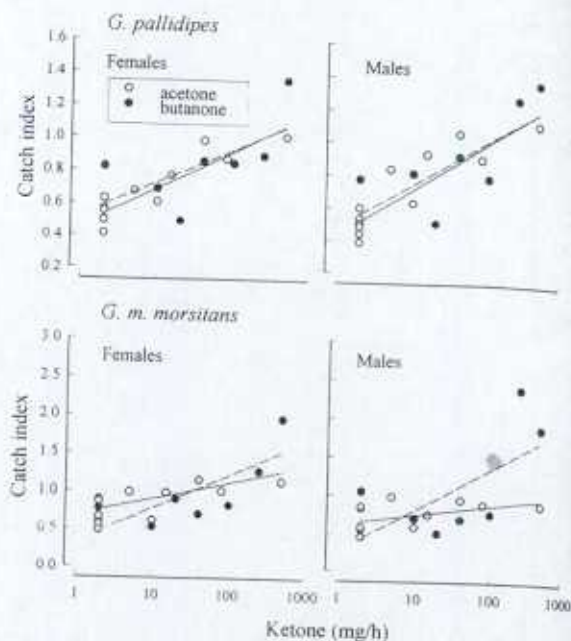 G. pallidipes
Females
acetone
butanone
Males
Catch index
1.6
1.4
1.2
1.0
0.8
0.6
0.4
0.2
G. m. morsitans
Females
Males
Catch index
3 0
2 5
2 0
1 5
1 0
0 5
0 0
1 10 100 1000 1 10 100 1000
Ketone (mg/h)